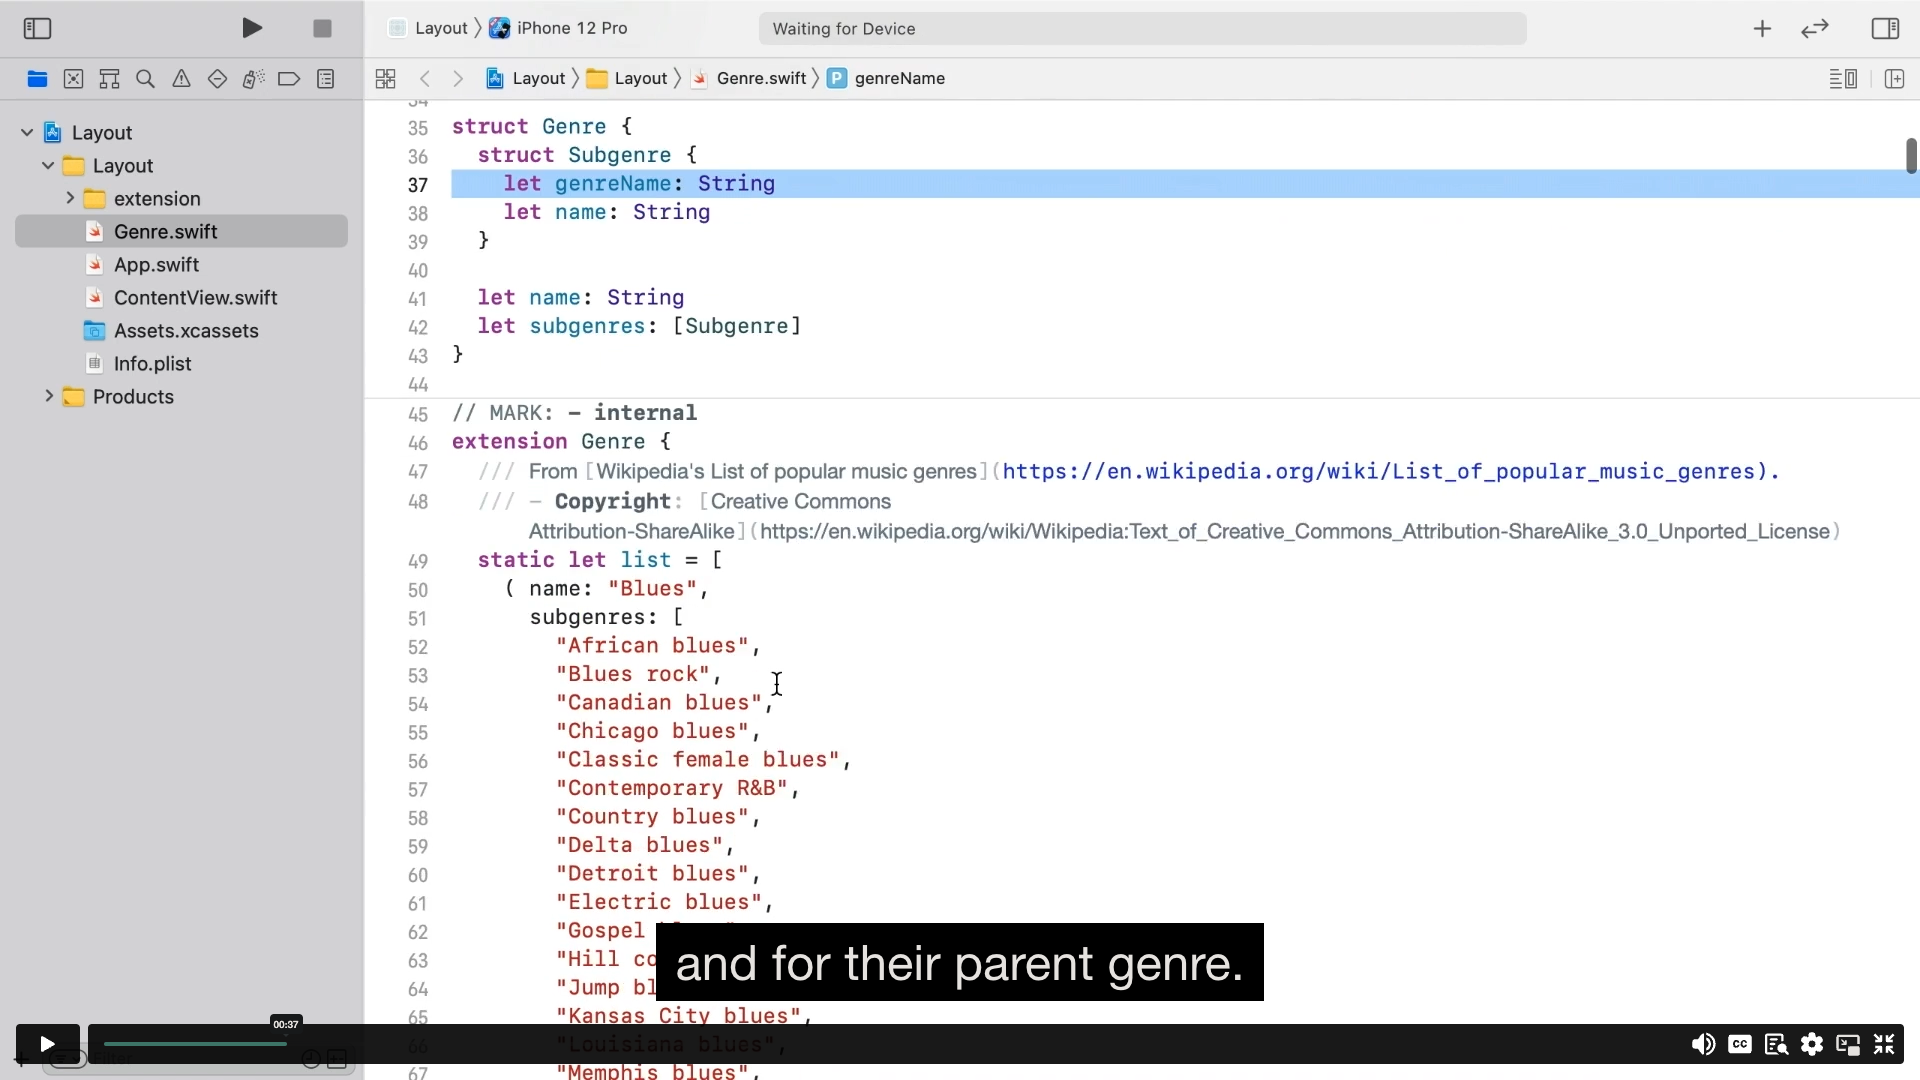 Layout
iPhone 12 Pro
Waiting for Device
Layout
Layout
Genre.swift
P
genreName
Layout
Layout
extension
Genre.swift
App.swift
ContentView.swift
Assets.xcassets
Info.plist
Products
34
35 struct Genre {
36 struct Subgenre {
37 let genreName: String
38 let name: String
39 }
40
41 let name: String
42 let subgenres: [Subgenre]
43 }
44
45 // MARK: - internal
46 extension Genre {
47 /// From [Wikipedia's List of popular music genres](https://en.wikipedia.org/wiki/List_of_popular_music_genres).
48 /// - Copyright: [Creative Commons
Attribution-ShareAlike](https://en.wikipedia.org/wiki/Wikipedia:Text_of_Creative_Commons_Attribution-ShareAlike_3.0_Unported_License)
49 static let list = [
50 ( name: "Blues",
51 subgenres: [
52 "African blues",
53 "Blues rock",
54 "Canadian blues",
55 "Chicago blues",
56 "Classic female blues",
57 "Contemporary R&B",
58 "Country blues",
59 "Delta blues",
60 "Detroit blues",
61 "Electric blues",
62 "Gospel
63 "Hill co
64 "Jump bl
and for their parent genre.
65 "Kansas City blues",
66 "Louisiana blues",
67 "Memphis blues",
00:37
Filter
CC